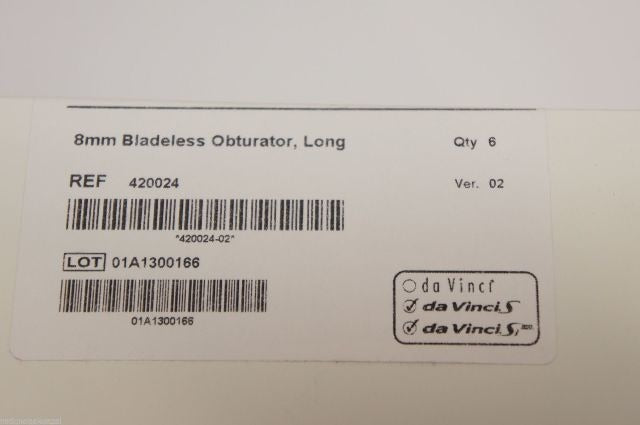 8mm Bladeless Obturator, Long
Qty 6
REF 420024
Ver. 02
*420024-02*
LOT 01A1300166
01A1300166
da Vinci
da Vinci S
da Vinci Si